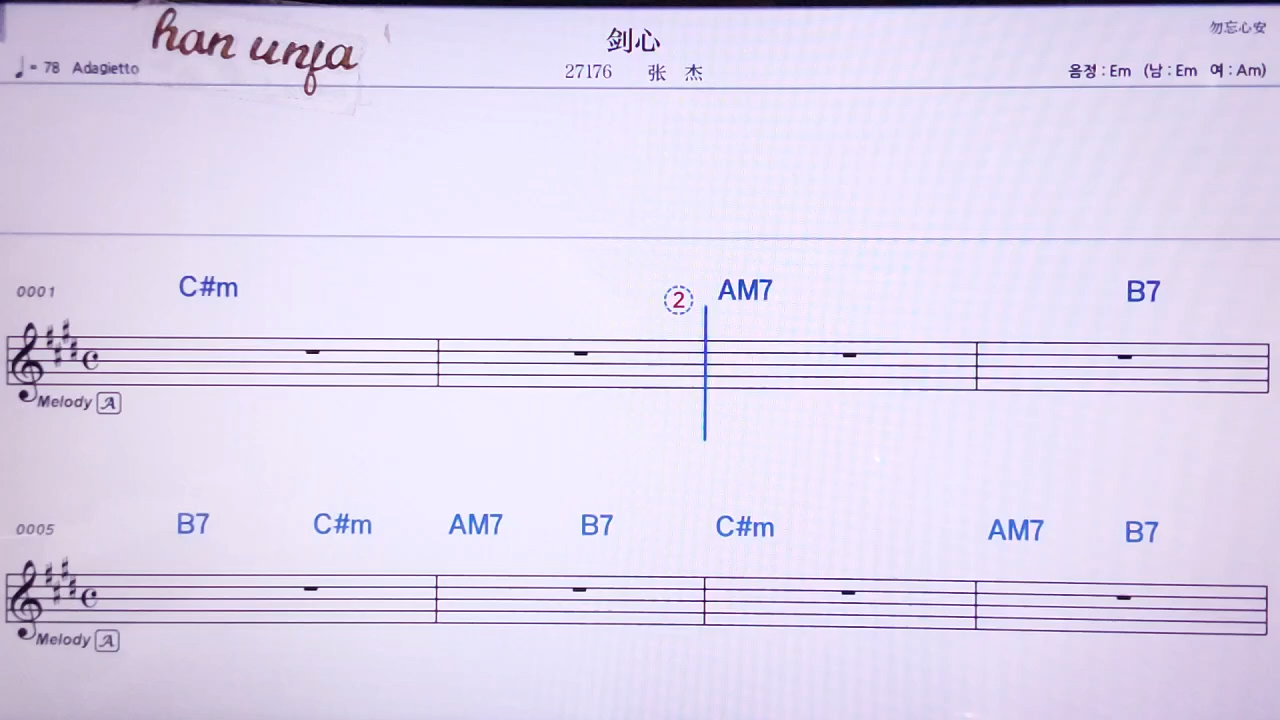 han unja
剑心
勿忘心安
♩= 78 Adagietto
27176 张 杰
음정 : Em (남 : Em 여 : Am)
0001 C#m ② AM7 B7
Melody A
0005 B7 C#m AM7 B7 C#m AM7 B7
Melody A